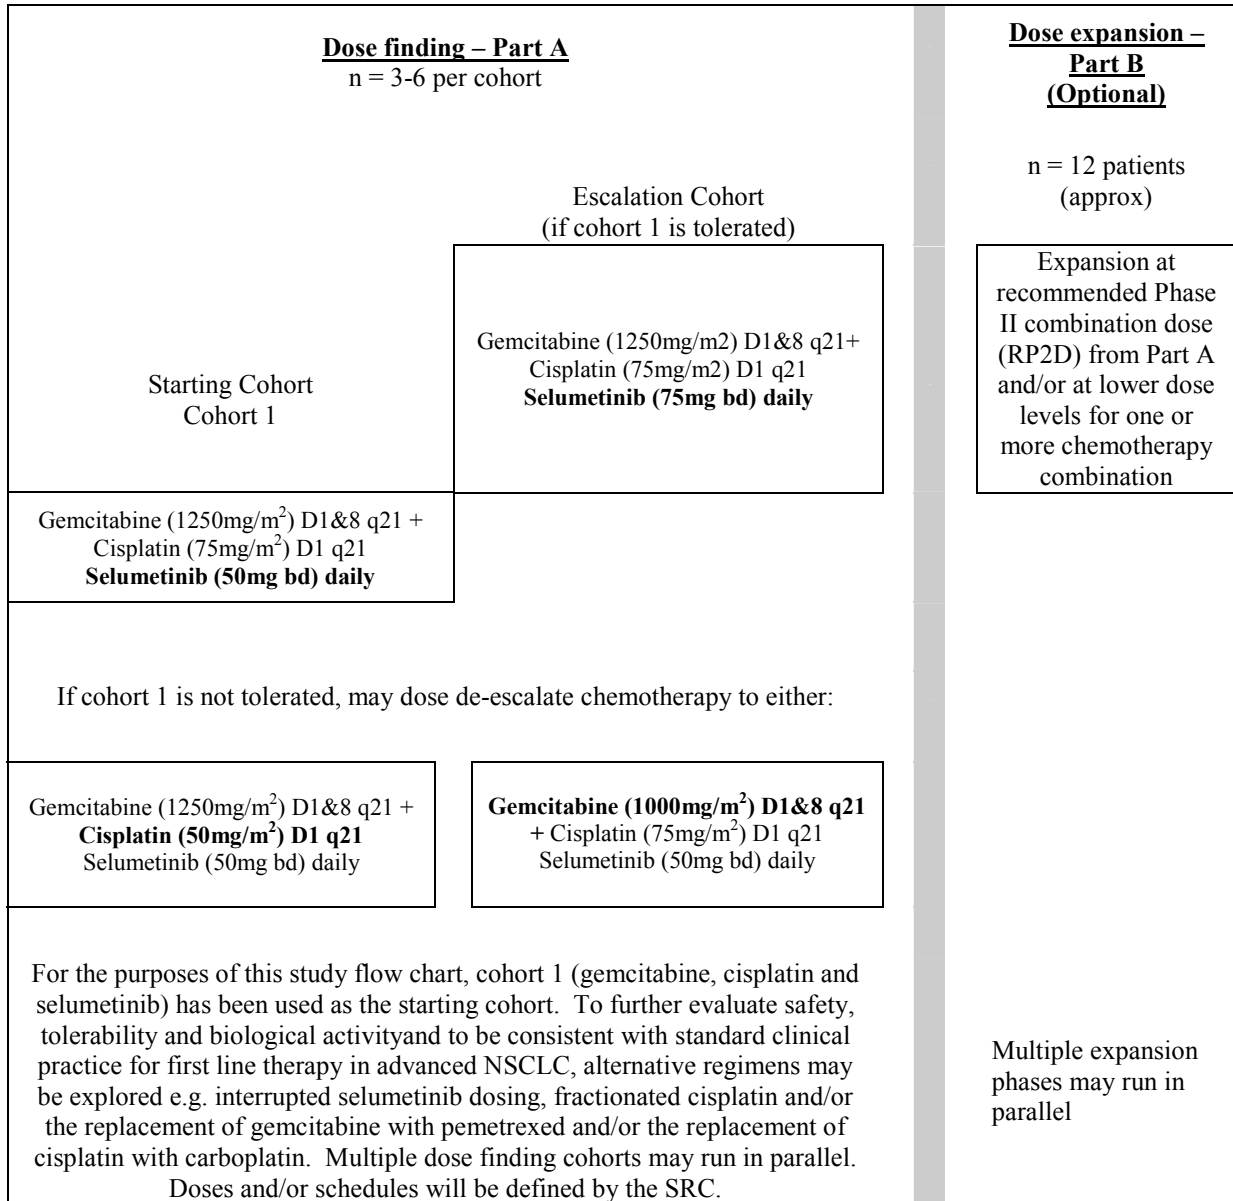 Dose finding – Part A
n = 3-6 per cohort
Dose expansion –
Part B
(Optional)
n = 12 patients
(approx)
Escalation Cohort
(if cohort 1 is tolerated)
Starting Cohort
Cohort 1
Gemcitabine (1250mg/m2) D1&8 q21+
Cisplatin (75mg/m2) D1 q21
Selumetinib (75mg bd) daily
Expansion at
recommended Phase
II combination dose
(RP2D) from Part A
and/or at lower dose
levels for one or
more chemotherapy
combination
Gemcitabine (1250mg/m²) D1&8 q21 +
Cisplatin (75mg/m²) D1 q21
Selumetinib (50mg bd) daily
If cohort 1 is not tolerated, may dose de-escalate chemotherapy to either:
Gemcitabine (1250mg/m²) D1&8 q21 +
Cisplatin (50mg/m²) D1 q21
Selumetinib (50mg bd) daily
Gemcitabine (1000mg/m²) D1&8 q21
+ Cisplatin (75mg/m²) D1 q21
Selumetinib (50mg bd) daily
For the purposes of this study flow chart, cohort 1 (gemcitabine, cisplatin and
selumetinib) has been used as the starting cohort. To further evaluate safety,
tolerability and biological activityand to be consistent with standard clinical
practice for first line therapy in advanced NSCLC, alternative regimens may
be explored e.g. interrupted selumetinib dosing, fractionated cisplatin and/or
the replacement of gemcitabine with pemetrexed and/or the replacement of
cisplatin with carboplatin. Multiple dose finding cohorts may run in parallel.
Doses and/or schedules will be defined by the SRC.
Multiple expansion
phases may run in
parallel